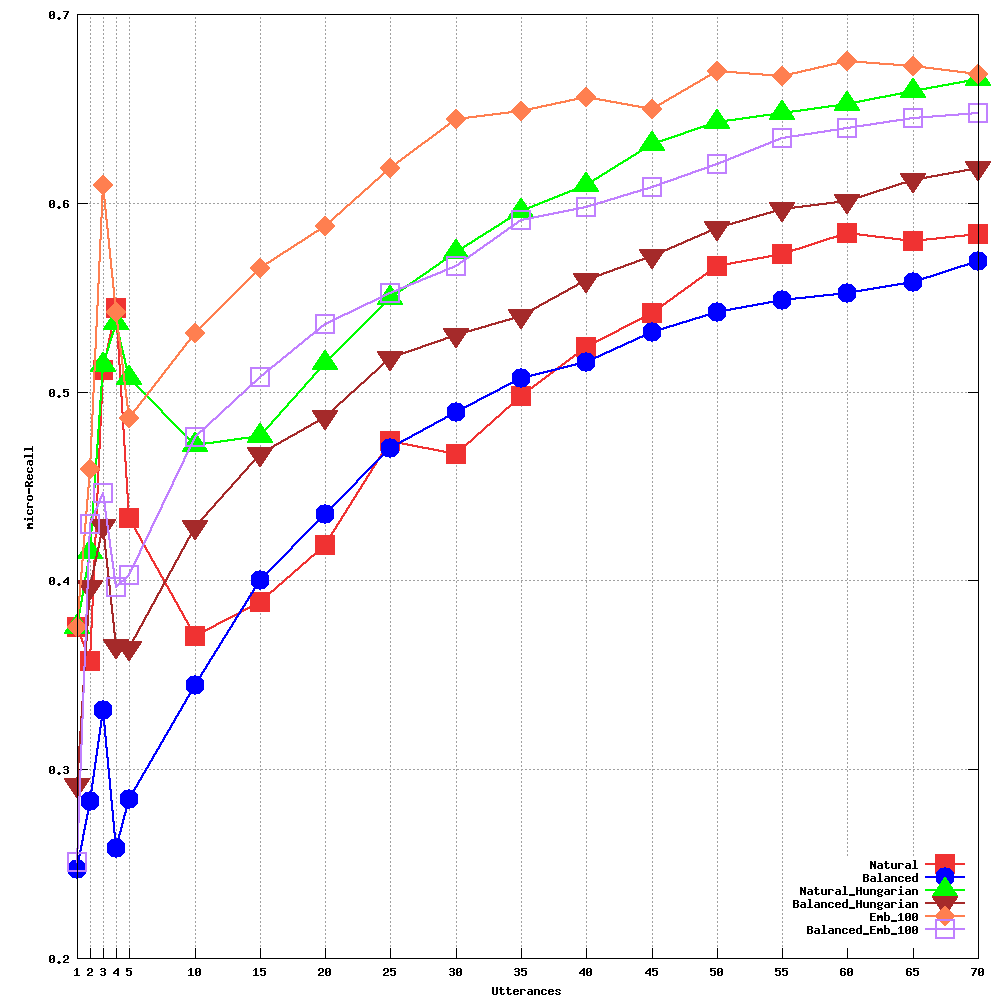 0.7
0.6
0.5
0.4
0.3
0.2
micro-Recall
1 2 3 4 5 10 15 20 25 30 35 40 45 50 55 60 65 70
Utterances
Natural
Balanced
Natural_Hungarian
Balanced_Hungarian
Emb_100
Balanced_Emb_100